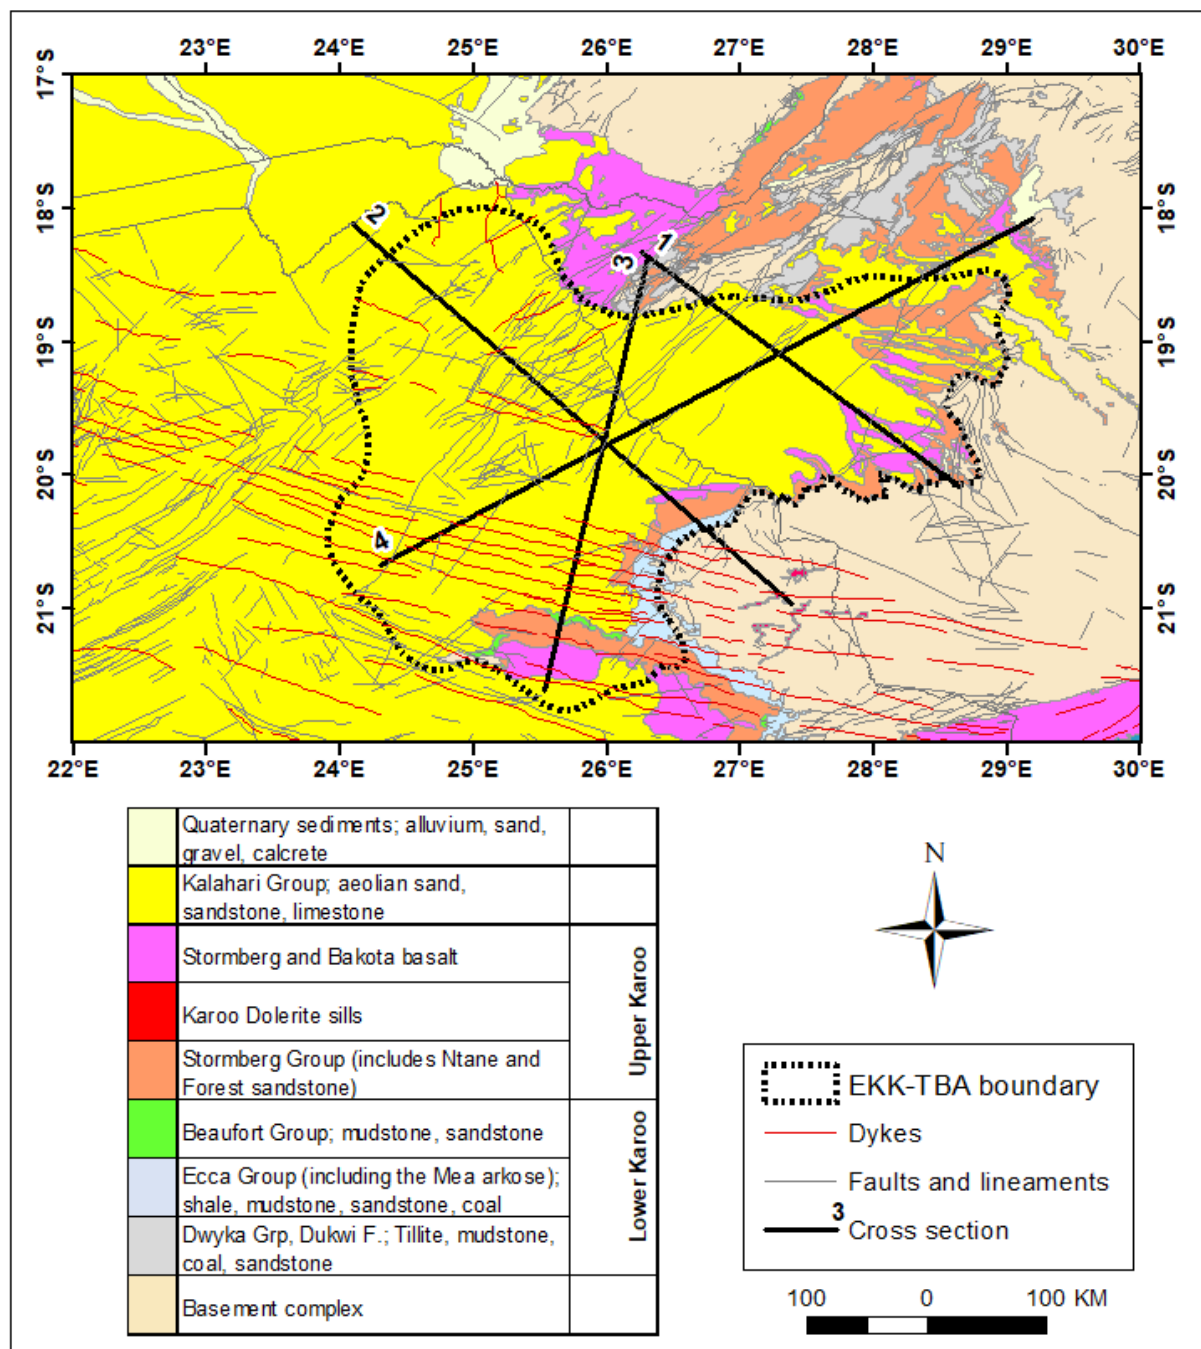 23°E 24°E 25°E 26°E 27°E 28°E 29°E 30°E
17°S 18°S 19°S 20°S 21°S
18°S 19°S 20°S 21°S
2
1
3
4
22°E 23°E 24°E 25°E 26°E 27°E 28°E 29°E 30°E
Quaternary sediments; alluvium, sand,
gravel, calcrete
Kalahari Group; aeolian sand,
sandstone, limestone
Stormberg and Bakota basalt
Karoo Dolerite sills
Stormberg Group (includes Ntane and
Forest sandstone)
Upper Karoo
Beaufort Group; mudstone, sandstone
Ecca Group (including the Mea arkose);
shale, mudstone, sandstone, coal
Dwyka Grp, Dukwi F.; Tillite, mudstone,
coal, sandstone
Lower Karoo
Basement complex
N
EKK-TBA boundary
Dykes
Faults and lineaments
3
Cross section
100 0 100 KM